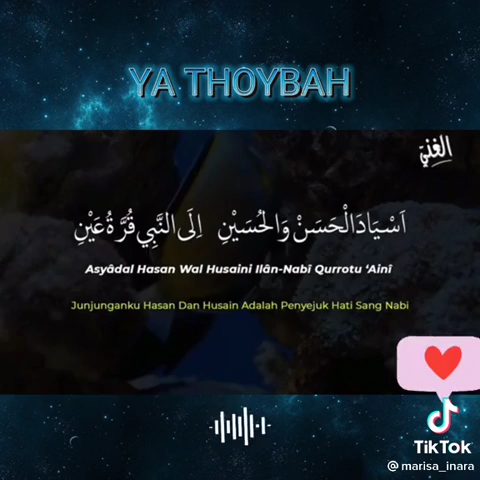 YA THOYBAH
الغني
اَسْيَادَالْحَسَنْ وَالْحُسَيْنِ اِلَى النَّبِي قُرَّةُ عَيْنِ
Asyâdal Hasan Wal Husaini Ilân-Nabî Qurrotu ‘Ainî
Junjunganku Hasan Dan Husain Adalah Penyejuk Hati Sang Nabi
TikTok
@marisa_inara